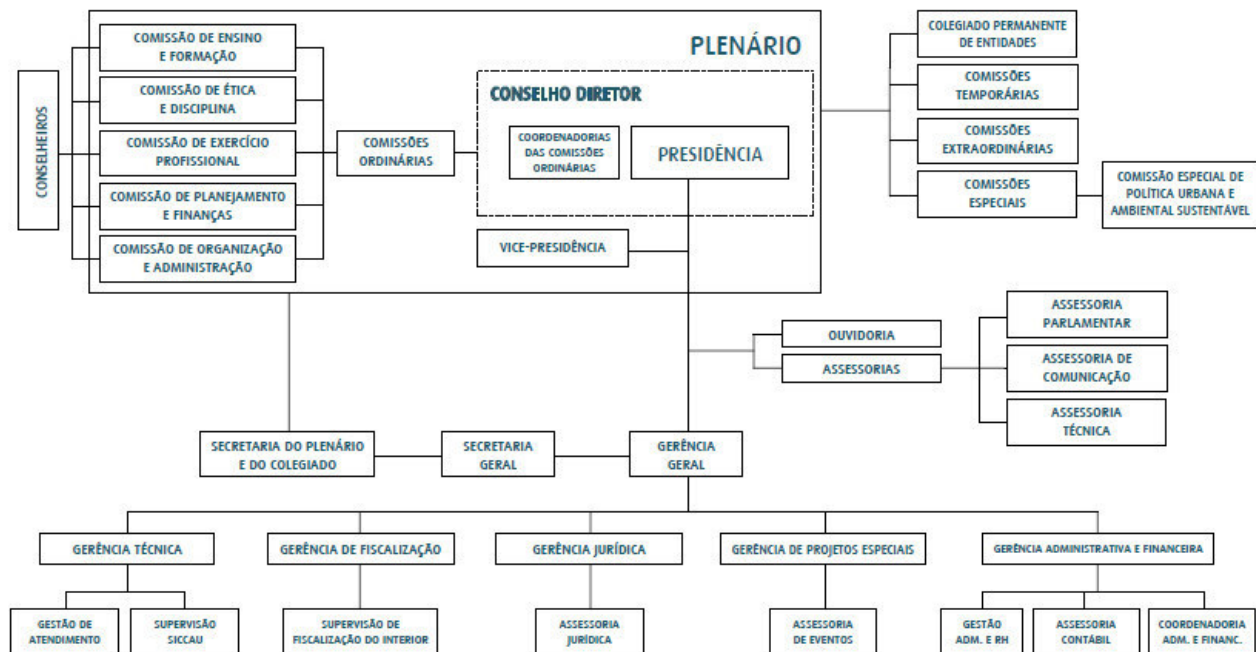 CONSELHEIROS
COMISSÃO DE ENSINO
E FORMAÇÃO
COMISSÃO DE ÉTICA
E DISCIPLINA
COMISSÃO DE EXERCÍCIO
PROFISSIONAL
COMISSÃO DE PLANEJAMENTO
E FINANÇAS
COMISSÃO DE ORGANIZAÇÃO
E ADMINISTRAÇÃO
COMISSÕES
ORDINÁRIAS
PLENÁRIO
CONSELHO DIRETOR
COORDENADORIAS
DAS COMISSÕES
ORDINÁRIAS
PRESIDÊNCIA
VICE-PRESIDÊNCIA
COLEGIADO PERMANENTE
DE ENTIDADES
COMISSÕES
TEMPORÁRIAS
COMISSÕES
EXTRAORDINÁRIAS
COMISSÕES
ESPECIAIS
COMISSÃO ESPECIAL DE
POLÍTICA URBANA E
AMBIENTAL SUSTENTÁVEL
OUVIDORIA
ASSESSORIAS
ASSESSORIA
PARLAMENTAR
ASSESSORIA DE
COMUNICAÇÃO
ASSESSORIA
TÉCNICA
SECRETARIA DO PLENÁRIO
E DO COLEGIADO
SECRETARIA
GERAL
GERÊNCIA
GERAL
GERÊNCIA TÉCNICA
GERÊNCIA DE FISCALIZAÇÃO
GERÊNCIA JURÍDICA
GERÊNCIA DE PROJETOS ESPECIAIS
GERÊNCIA ADMINISTRATIVA E FINANCEIRA
GESTÃO DE
ATENDIMENTO
SUPERVISÃO
SICCAU
SUPERVISÃO DE
FISCALIZAÇÃO DO INTERIOR
ASSESSORIA
JURÍDICA
ASSESSORIA
DE EVENTOS
GESTÃO
ADM. E RH
ASSESSORIA
CONTÁBIL
COORDENADORIA
ADM. E FINANC.